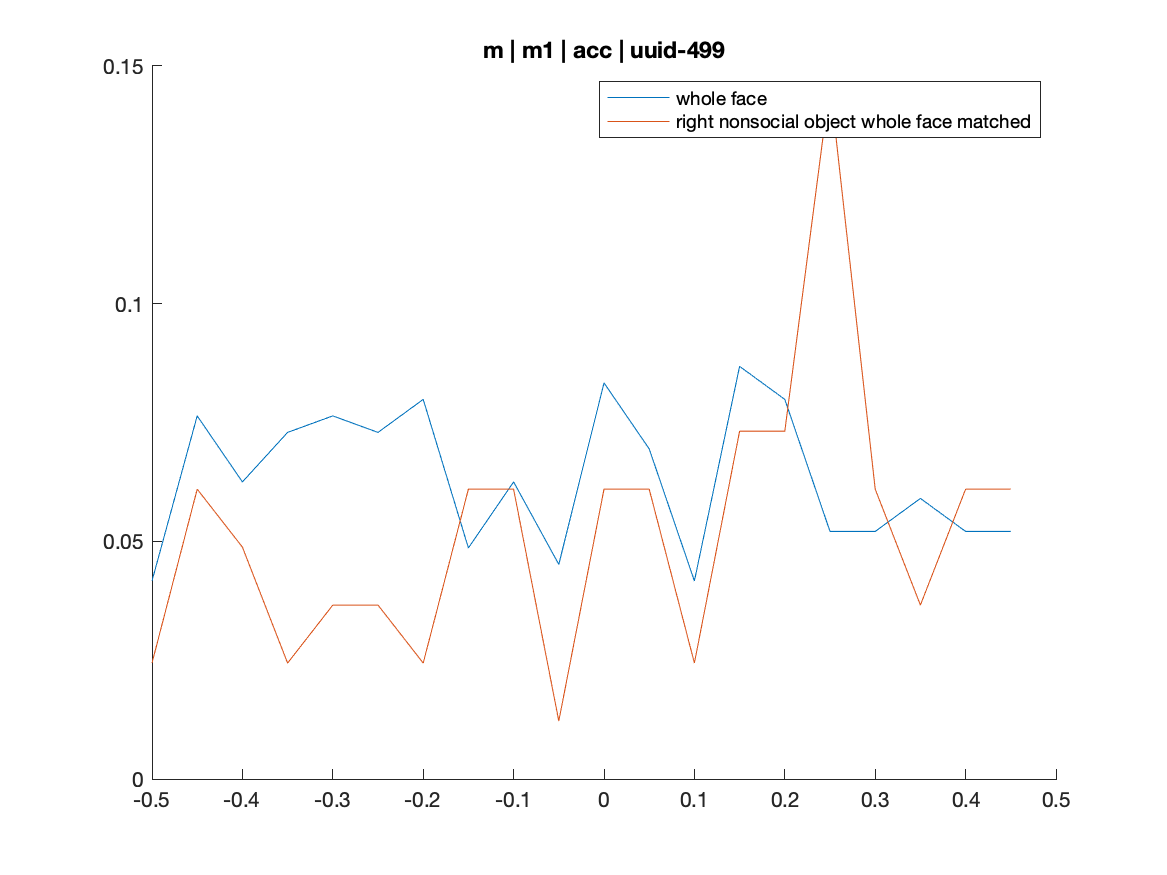 m | m1 | acc | uuid-499
whole face
right nonsocial object whole face matched
0.15
0.1
0.05
0
-0.5 -0.4 -0.3 -0.2 -0.1 0 0.1 0.2 0.3 0.4 0.5